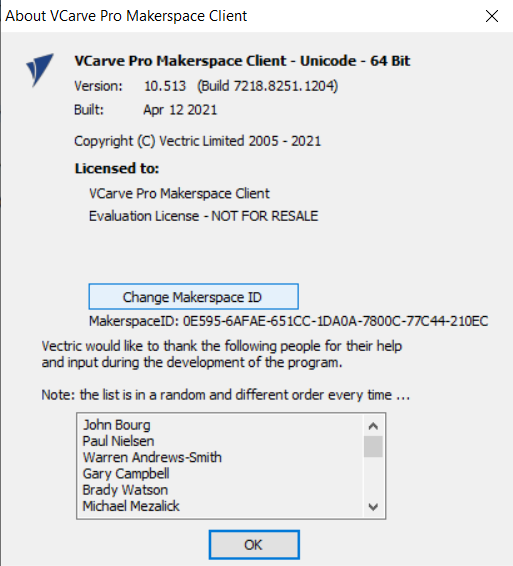 About VCarve Pro Makerspace Client
VCarve Pro Makerspace Client - Unicode - 64 Bit
Version: 10.513 (Build 7218.8251.1204)
Built: Apr 12 2021
Copyright (C) Vectric Limited 2005 - 2021
Licensed to:
VCarve Pro Makerspace Client
Evaluation License - NOT FOR RESALE
Change Makerspace ID
MakerspaceID: 0E595-6AFAE-651CC-1DA0A-7800C-77C44-210EC
Vectric would like to thank the following people for their help
and input during the development of the program.
Note: the list is in a random and different order every time ...
John Bourg
Paul Nielsen
Warren Andrews-Smith
Gary Campbell
Brady Watson
Michael Mezalick
OK